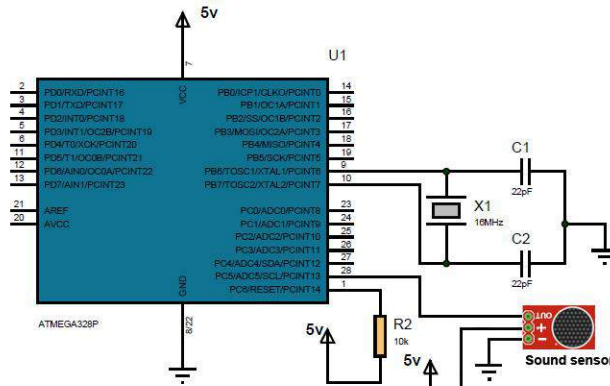 5v
U1
7
VCC
2 PD0/RXD/PCINT16 PB0/ICP1/CLKO/PCINT0 14
3 PD1/TXD/PCINT17 PB1/OC1A/PCINT1 15
4 PD2/INT0/PCINT18 PB2/SS/OC1B/PCINT2 16
5 PD3/INT1/OC2B/PCINT19 PB3/MOSI/OC2A/PCINT3 17
6 PD4/T0/XCK/PCINT20 PB4/MISO/PCINT4 18
11 PD5/T1/OC0B/PCINT21 PB5/SCK/PCINT5 19
12 PD6/AIN0/OC0A/PCINT22 PB6/TOSC1/XTAL1/PCINT6 9
13 PD7/AIN1/PCINT23 PB7/TOSC2/XTAL2/PCINT7 10
21 AREF PC0/ADC0/PCINT8 23
20 AVCC PC1/ADC1/PCINT9 24
PC2/ADC2/PCINT10 25
PC3/ADC3/PCINT11 26
PC4/ADC4/SDA/PCINT12 27
PC5/ADC5/SCL/PCINT13 28
PC6/RESET/PCINT14 1
GND
8/22
ATMEGA328P
C1
22pF
X1
16MHz
C2
22pF
5v
R2
10k
5v
OUT
+
−
Sound sensor